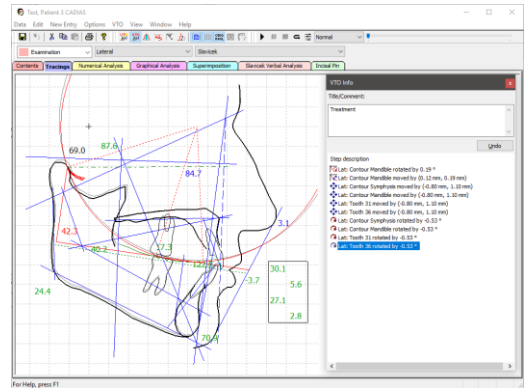 Test, Patient 3 CADIAS
Data Edit New Entry Options VTO View Window Help
Normal
Examination Lateral Slavicek
Contents Tracings Numerical Analysis Graphical Analysis Superimposition Slavicek Verbal Analysis Incisal Pin
VTO Info
Title/Comment:
Treatment
Undo
Step description
Lat: Contour Mandible rotated by 0.19 °
Lat: Contour Mandible moved by (0.12 mm, 0.19 mm)
Lat: Contour Symphysis moved by (-0.80 mm, 1.10 mm)
Lat: Contour Mandible moved by (-0.80 mm, 1.10 mm)
Lat: Tooth 31 moved by (-0.80 mm, 1.10 mm)
Lat: Tooth 36 moved by (-0.80 mm, 1.10 mm)
Lat: Contour Symphysis rotated by -0.53 °
Lat: Contour Mandible rotated by -0.53 °
Lat: Tooth 31 rotated by -0.53 °
Lat: Tooth 36 rotated by -0.53 °
87.6
69.0
84.7
3.1
42.3
40.2
7.3
-3.7
24.4
30.1
5.6
27.1
2.8
For Help, press F1